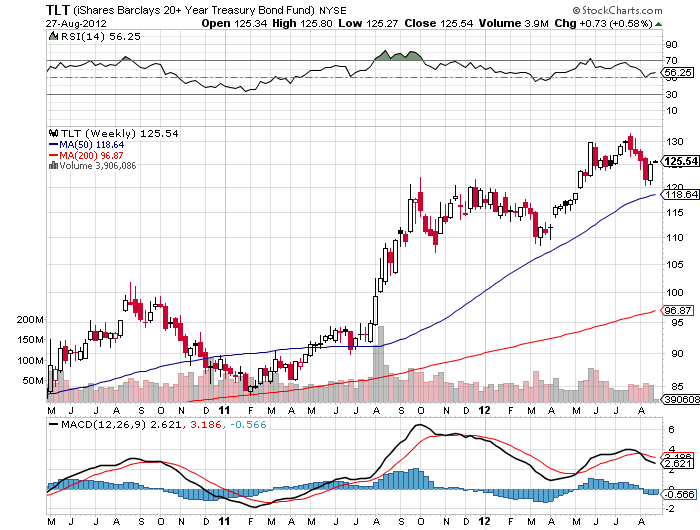 TLT (iShares Barclays 20+ Year Treasury Bond Fund) NYSE © StockCharts.com
27-Aug-2012 Open 125.34 High 125.80 Low 125.27 Close 125.54 Volume 3.9M Chg +0.73 (+0.58%)
RSI(14) 56.25
90
70
56.25
50
30
10
TLT (Weekly) 125.54
MA(50) 118.64
MA(200) 96.87
Volume 3,906,086
130
125.54
125
120
118.64
115
110
105
100
96.87
95
90
85
3906086
200M
150M
100M
50M
M J J A S O N D 11 F M A M J J A S O N D 12 F M A M J J A
MACD(12,26,9) 2.621, 3.186, -0.566
6
4
3.186
2.621
2
0
-0.566
-2
M J J A S O N D 11 F M A M J J A S O N D 12 F M A M J J A